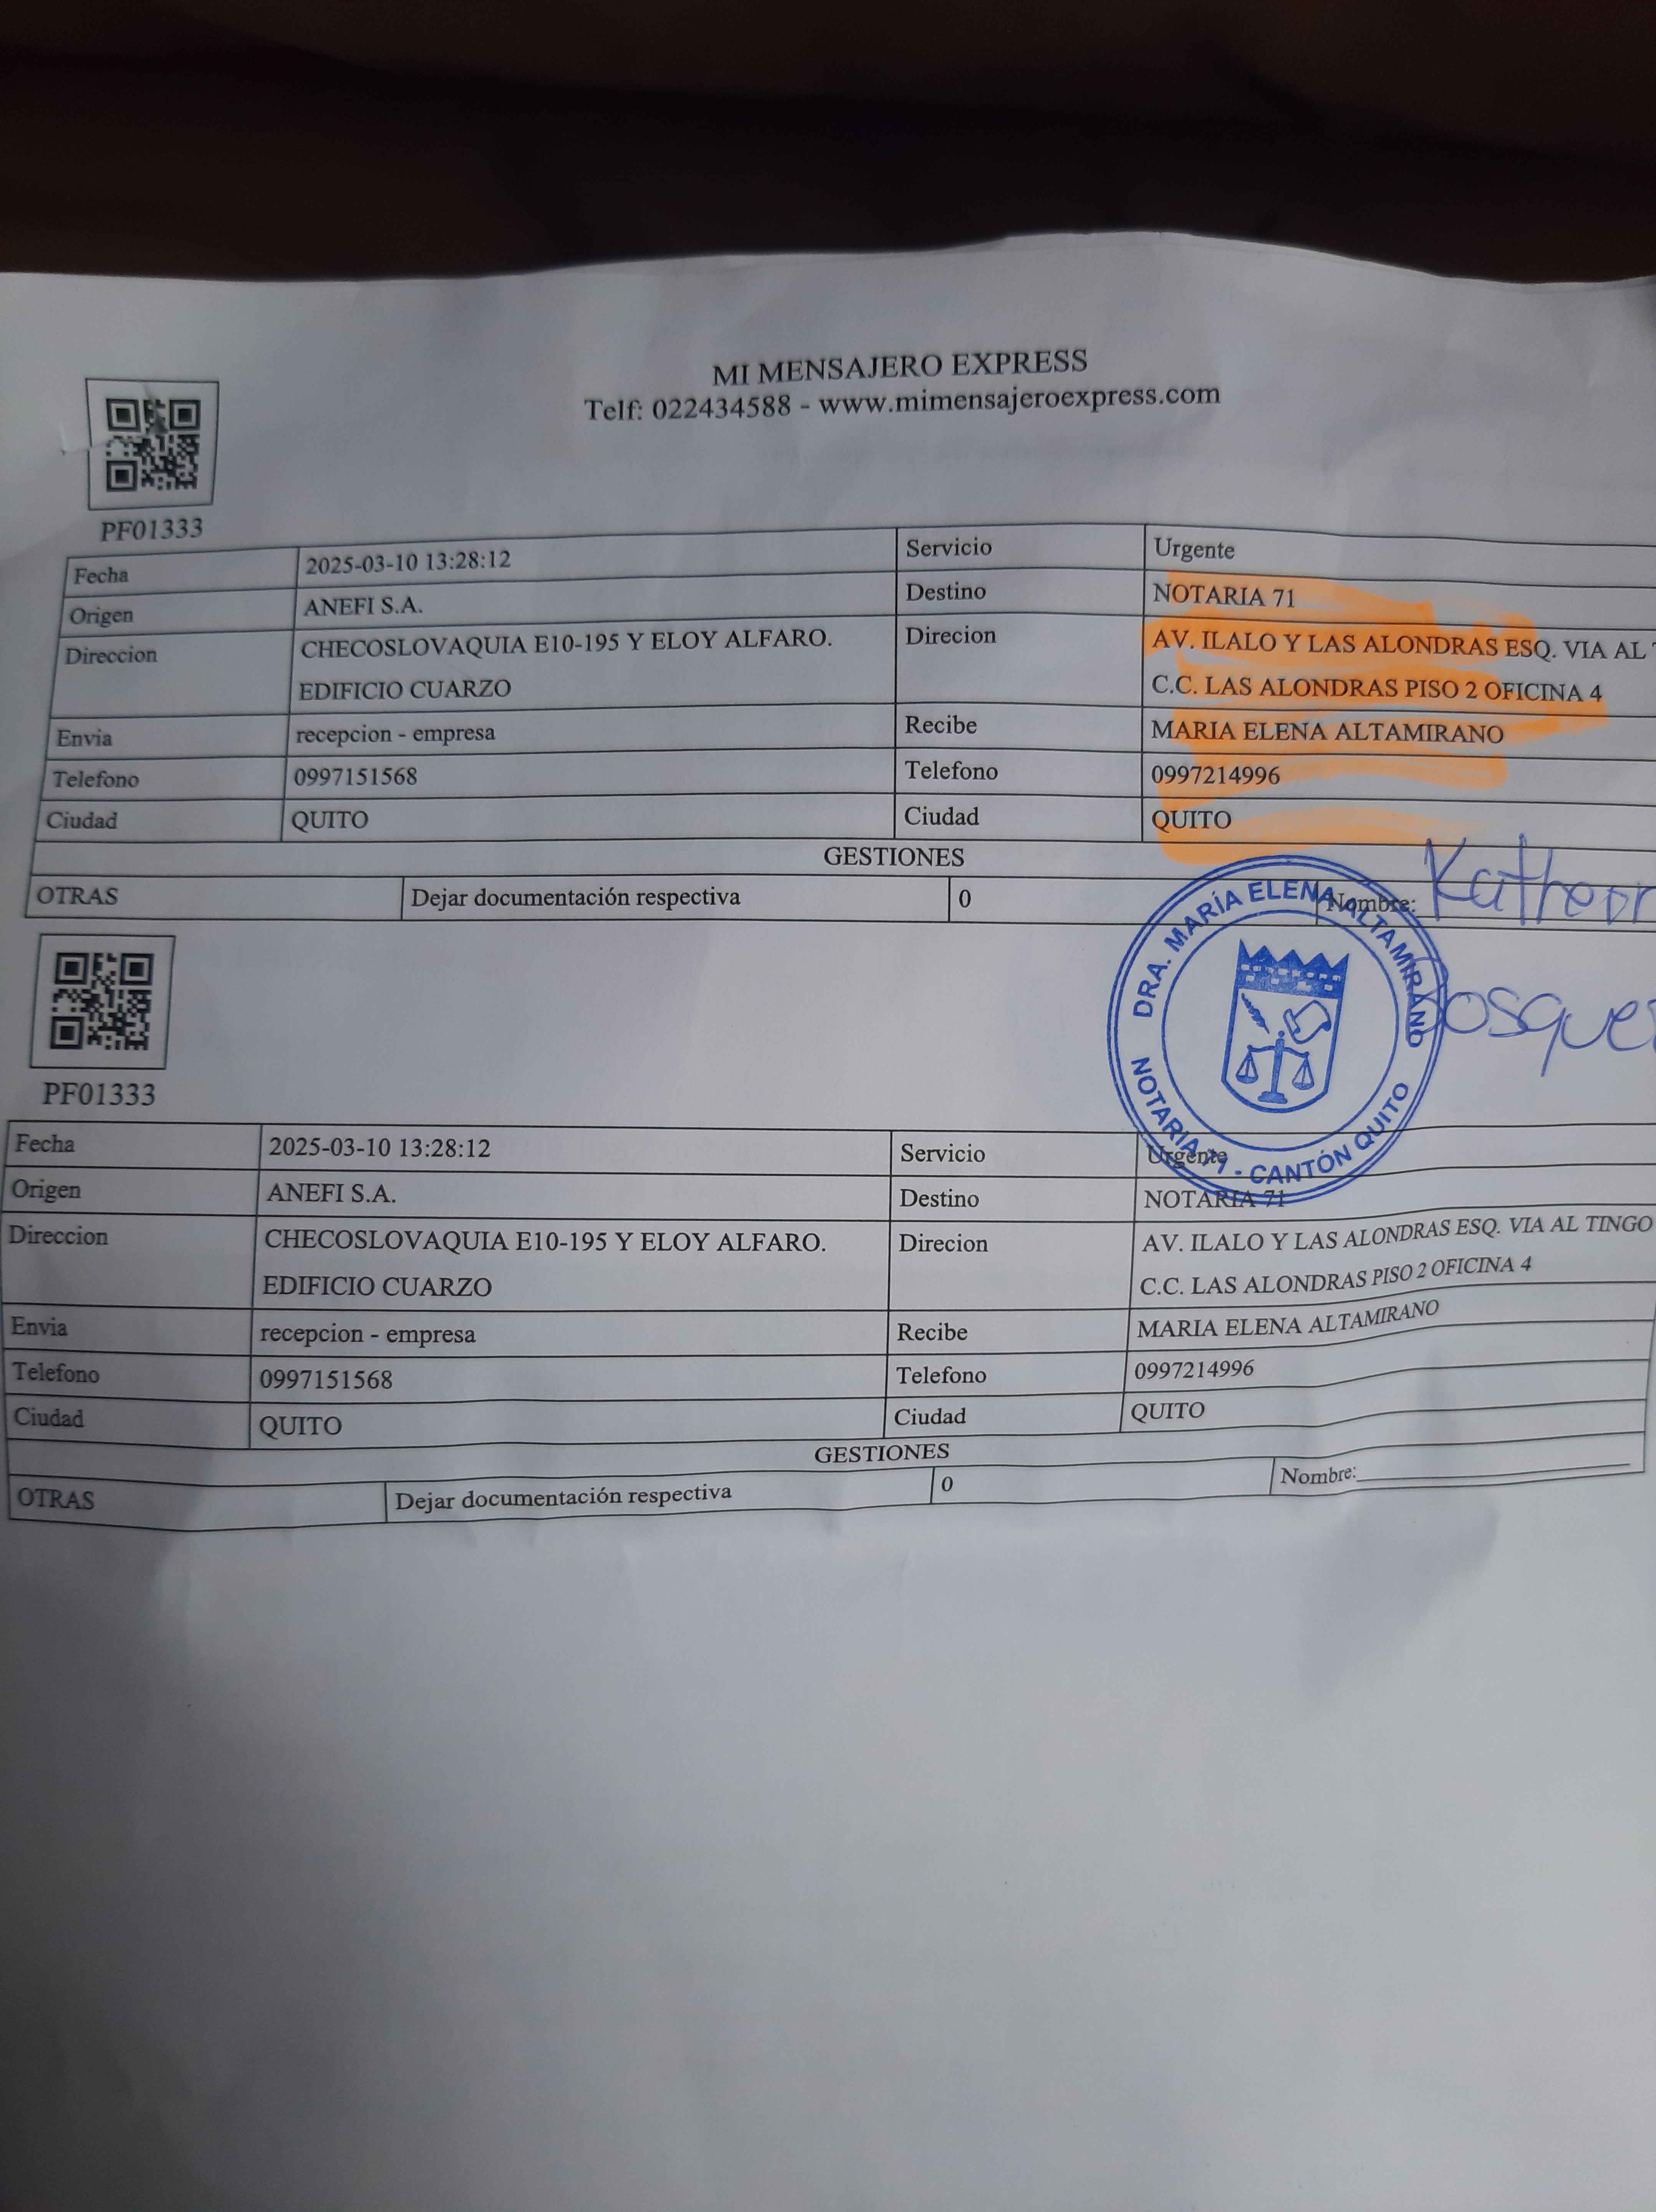 MI MENSAJERO EXPRESS
Telf: 022434588 - www.mimensajeroexpress.com
PF01333
Fecha 2025-03-10 13:28:12 Servicio Urgente
Origen ANEFI S.A. Destino NOTARIA 71
Direccion CHECOSLOVAQUIA E10-195 Y ELOY ALFARO. Direcion AV. ILALO Y LAS ALONDRAS ESQ. VIA AL
EDIFICIO CUARZO C.C. LAS ALONDRAS PISO 2 OFICINA 4
Envia recepcion - empresa Recibe MARIA ELENA ALTAMIRANO
Telefono 0997151568 Telefono 0997214996
Ciudad QUITO Ciudad QUITO
GESTIONES
OTRAS Dejar documentación respectiva 0 Nombre:
DRA. MARÍA ELENA ALTAMIRANO
NOTARIA 71 - CANTÓN QUITO
PF01333
Fecha 2025-03-10 13:28:12 Servicio Urgente
Origen ANEFI S.A. Destino NOTARIA 71
Direccion CHECOSLOVAQUIA E10-195 Y ELOY ALFARO. Direcion AV. ILALO Y LAS ALONDRAS ESQ. VIA AL TINGO
EDIFICIO CUARZO C.C. LAS ALONDRAS PISO 2 OFICINA 4
Envia recepcion - empresa Recibe MARIA ELENA ALTAMIRANO
Telefono 0997151568 Telefono 0997214996
Ciudad QUITO Ciudad QUITO
GESTIONES
OTRAS Dejar documentación respectiva 0 Nombre: